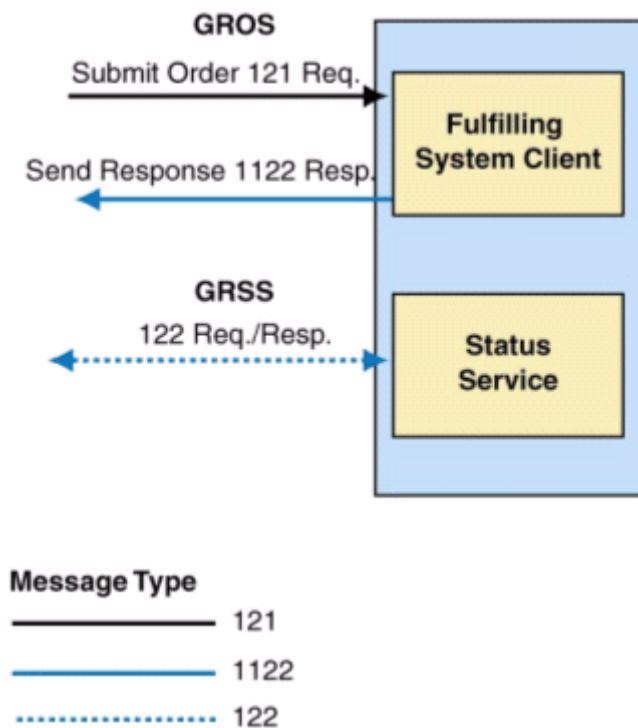 GROS
Submit Order 121 Req.
Fulfilling
System Client
Send Response 1122 Resp.
GRSS
122 Req./Resp.
Status
Service
Message Type
121
1122
122